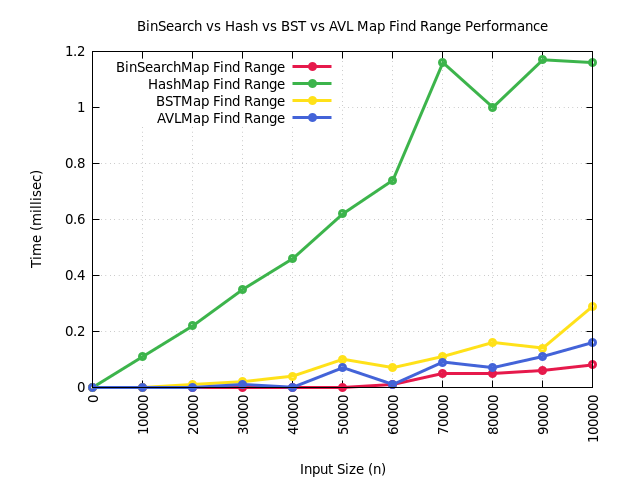 BinSearch vs Hash vs BST vs AVL Map Find Range Performance
1.2
1
0.8
0.6
0.4
0.2
0
Time (millisec)
BinSearchMap Find Range
HashMap Find Range
BSTMap Find Range
AVLMap Find Range
0
10000
20000
30000
40000
50000
60000
70000
80000
90000
100000
Input Size (n)